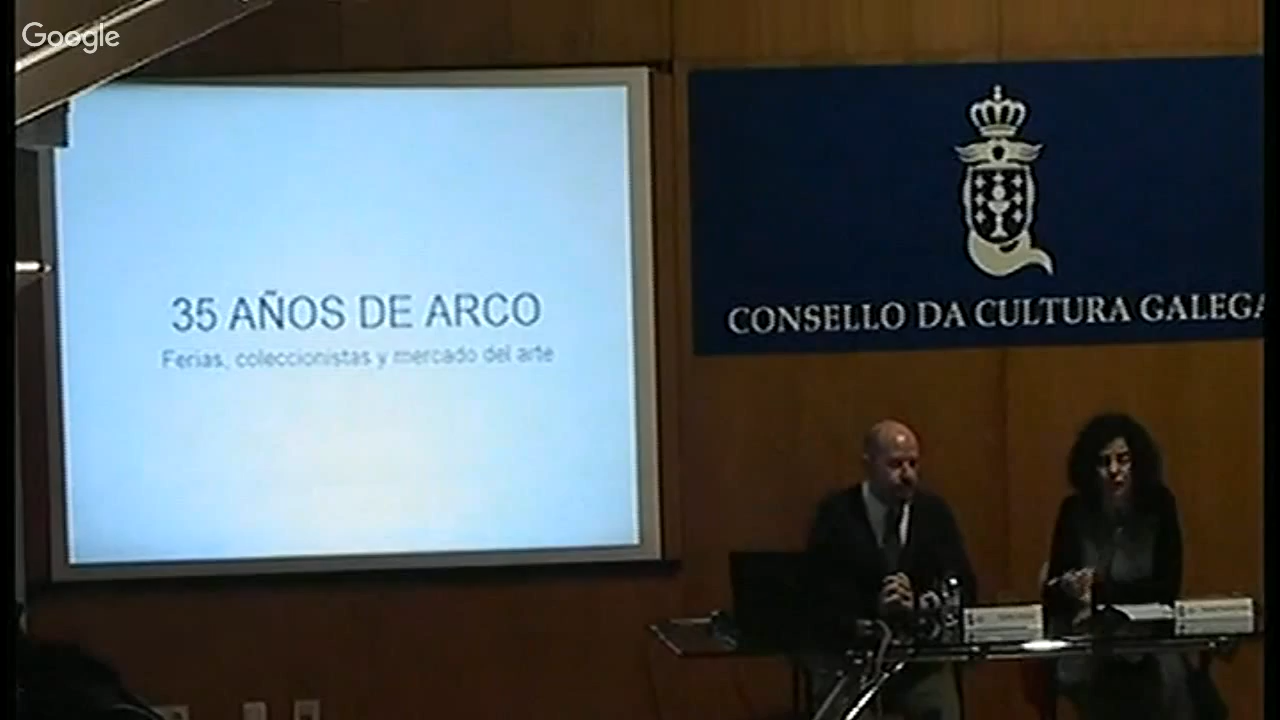 Google
35 AÑOS DE ARCO
Ferias, coleccionistas y mercado del arte
CONSELLO DA CULTURA GALEGA